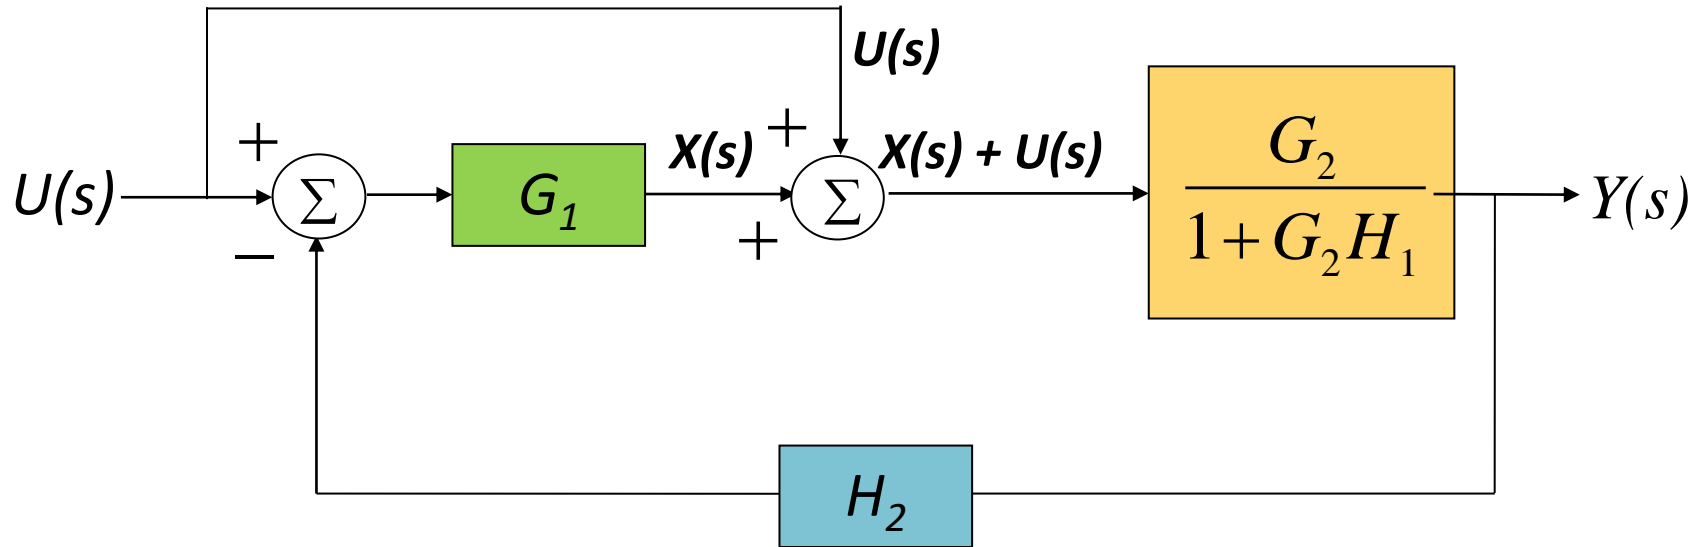 U(s)
+
X(s)
+
X(s) + U(s)
G₂
U(s)
Σ
G₁
Σ
1 + G₂H₁
Y(s)
−
+
H₂